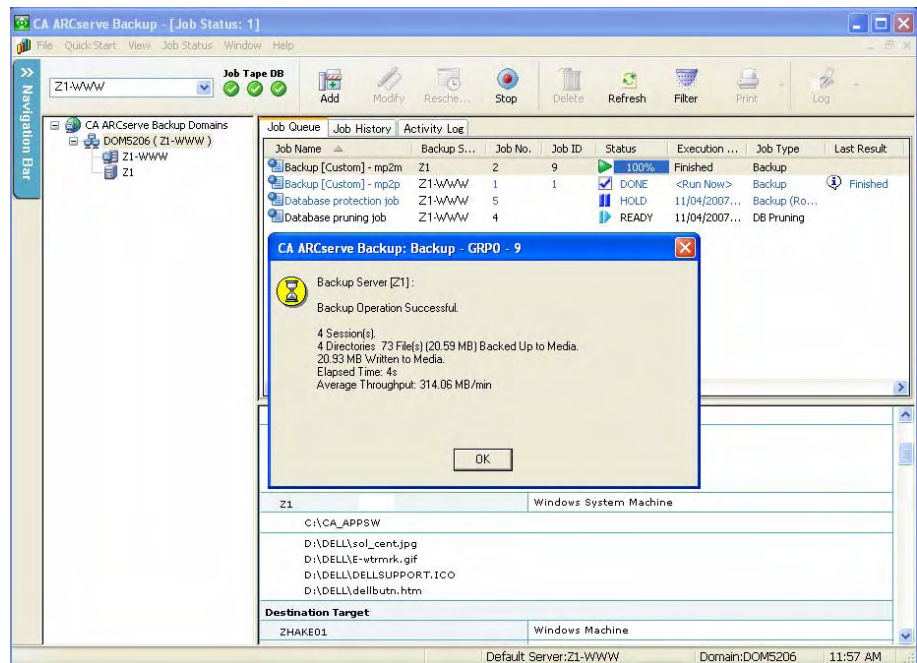 CA ARCserve Backup - [Job Status: 1]
File Quick Start View Job Status Window Help
Navigation Bar
Z1-WWW
Job Tape DB
Add Modify Resche... Stop Delete Refresh Filter Print Log
CA ARCserve Backup Domains
DOM5206 ( Z1-WWW )
Z1-WWW
Z1
Job Queue Job History Activity Log
Job Name Backup S... Job No. Job ID Status Execution ... Job Type Last Result
Backup [Custom] - mp2m Z1 2 9 100% Finished Backup
Backup [Custom] - mp2p Z1-WWW 1 1 DONE <Run Now> Backup Finished
Database protection job Z1-WWW 5 HOLD 11/04/2007... Backup (Ro...
Database pruning job Z1-WWW 4 READY 11/04/2007... DB Pruning
CA ARCserve Backup: Backup - GRP0 - 9
Backup Server [Z1] :
Backup Operation Successful.
4 Session(s).
4 Directories 73 File(s) (20.59 MB) Backed Up to Media.
20.93 MB Written to Media.
Elapsed Time: 4s
Average Throughput: 314.06 MB/min
OK
Z1 Windows System Machine
C:\CA_APPSW
D:\DELL\sol_cent.jpg
D:\DELL\E-wtrmrk.gif
D:\DELL\DELLSUPPORT.ICO
D:\DELL\dellbutn.htm
Destination Target
ZHAKE01 Windows Machine
Default Server:Z1-WWW Domain:DOM5206 11:57 AM